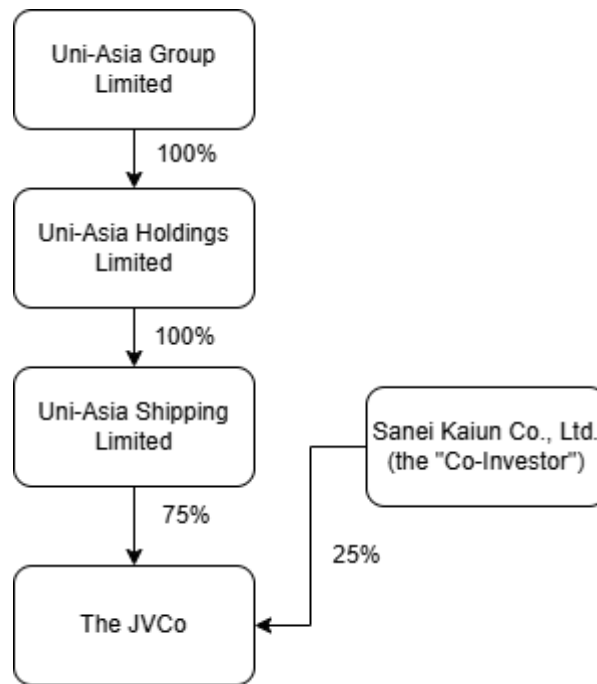 Uni-Asia Group
Limited
100%
Uni-Asia Holdings
Limited
100%
Uni-Asia Shipping
Limited
Sanei Kaiun Co., Ltd.
(the "Co-Investor")
75%
25%
The JVCo